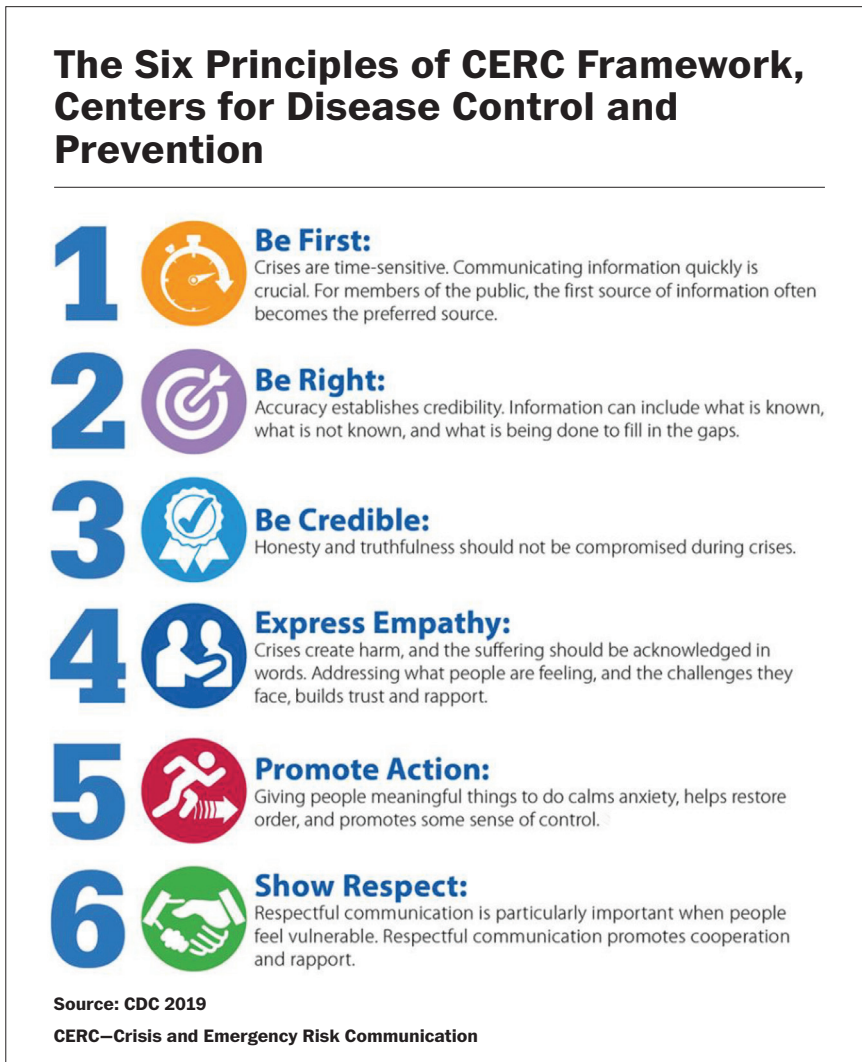 The Six Principles of CERC Framework,
Centers for Disease Control and
Prevention
1
Be First:
Crises are time-sensitive. Communicating information quickly is
crucial. For members of the public, the first source of information often
becomes the preferred source.
2
Be Right:
Accuracy establishes credibility. Information can include what is known,
what is not known, and what is being done to fill in the gaps.
3
Be Credible:
Honesty and truthfulness should not be compromised during crises.
4
Express Empathy:
Crises create harm, and the suffering should be acknowledged in
words. Addressing what people are feeling, and the challenges they
face, builds trust and rapport.
5
Promote Action:
Giving people meaningful things to do calms anxiety, helps restore
order, and promotes some sense of control.
6
Show Respect:
Respectful communication is particularly important when people
feel vulnerable. Respectful communication promotes cooperation
and rapport.
Source: CDC 2019
CERC—Crisis and Emergency Risk Communication